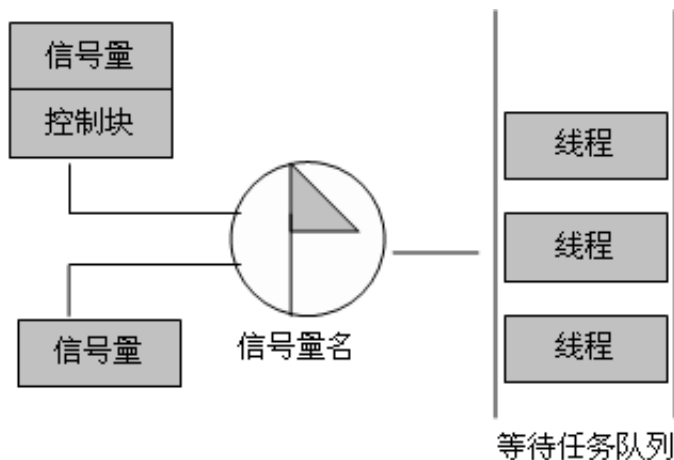 信号量
控制块
信号量
信号量名
线程
线程
线程
等待任务队列